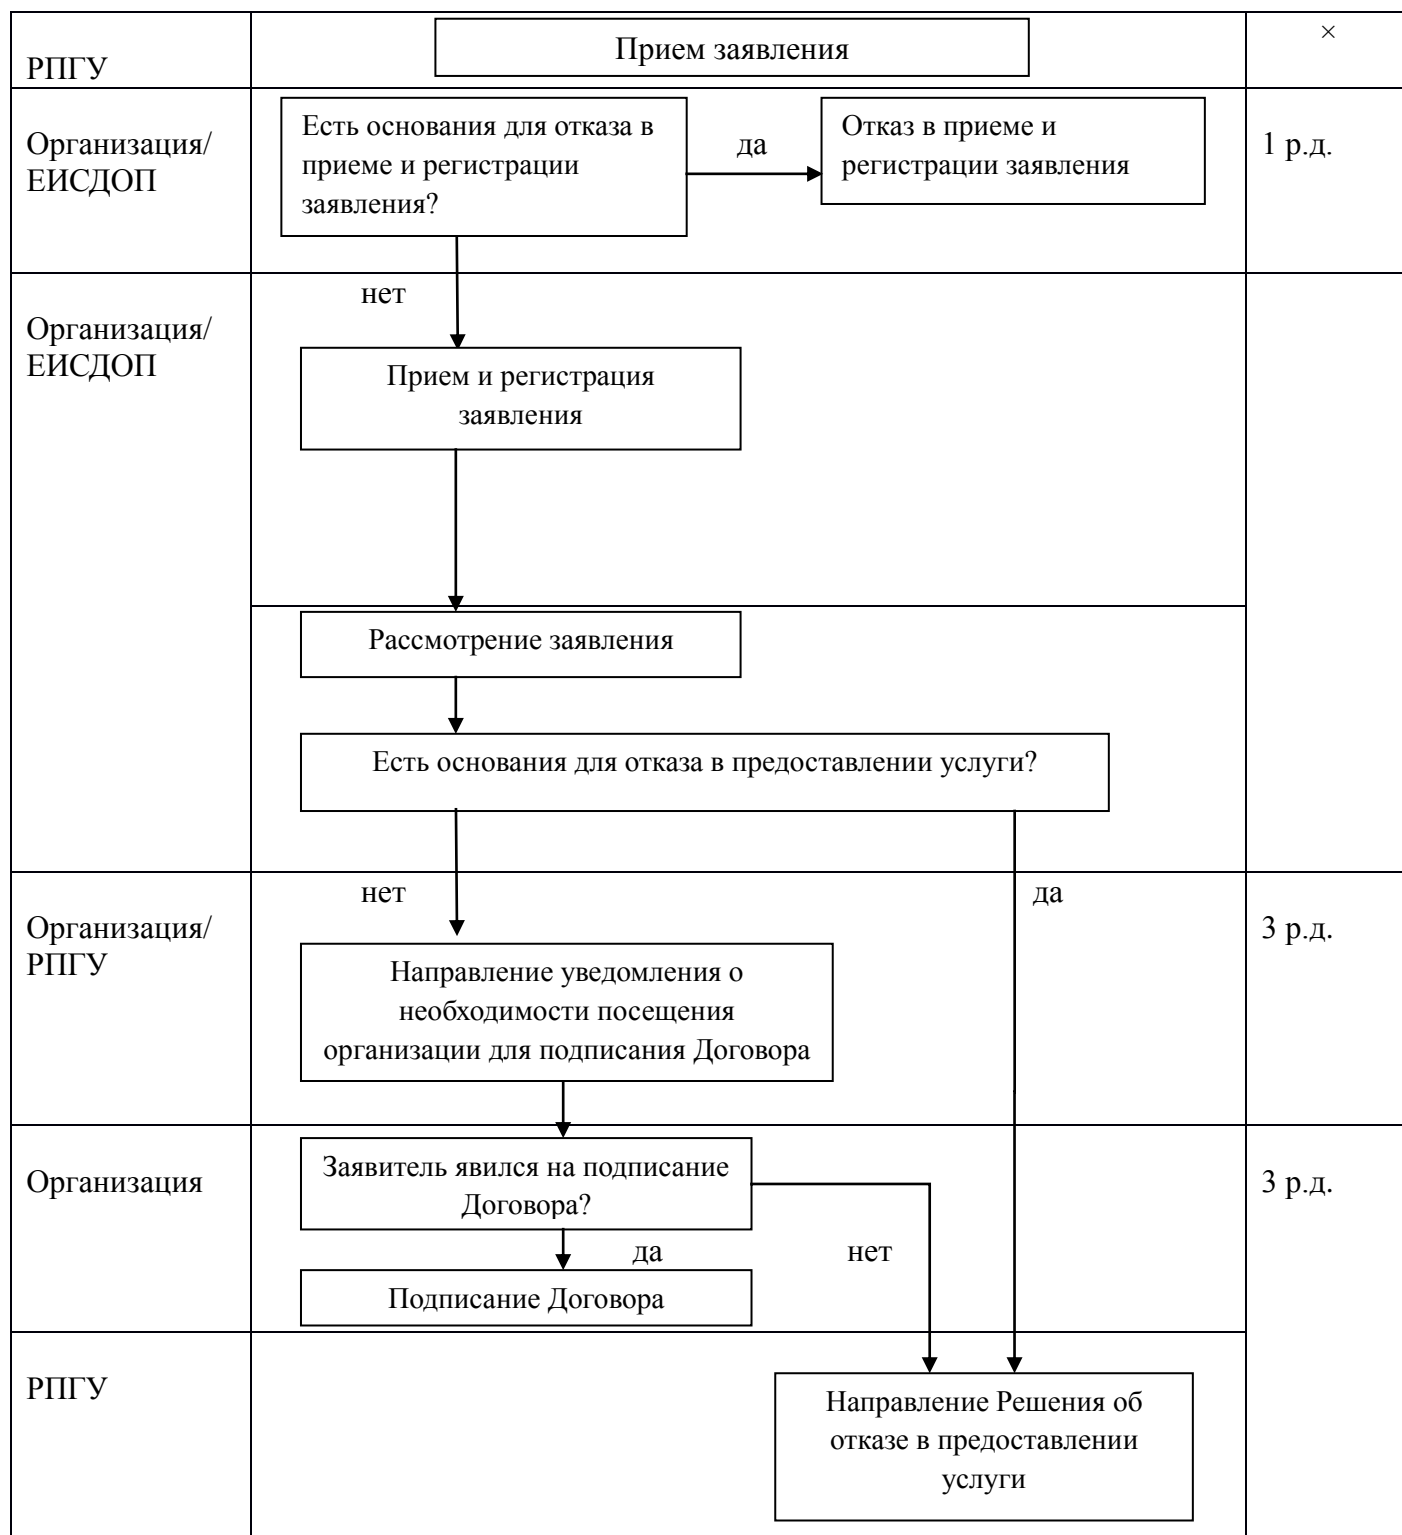 РПГУ
Прием заявления
×
Организация/
ЕИСДОП
Есть основания для отказа в
приеме и регистрации
заявления?
да
Отказ в приеме и
регистрации заявления
1 р.д.
Организация/
ЕИСДОП
нет
Прием и регистрация
заявления
Рассмотрение заявления
Есть основания для отказа в предоставлении услуги?
нет
да
Организация/
РПГУ
Направление уведомления о
необходимости посещения
организации для подписания Договора
3 р.д.
Организация
Заявитель явился на подписание
Договора?
3 р.д.
да
нет
Подписание Договора
РПГУ
Направление Решения об
отказе в предоставлении
услуги